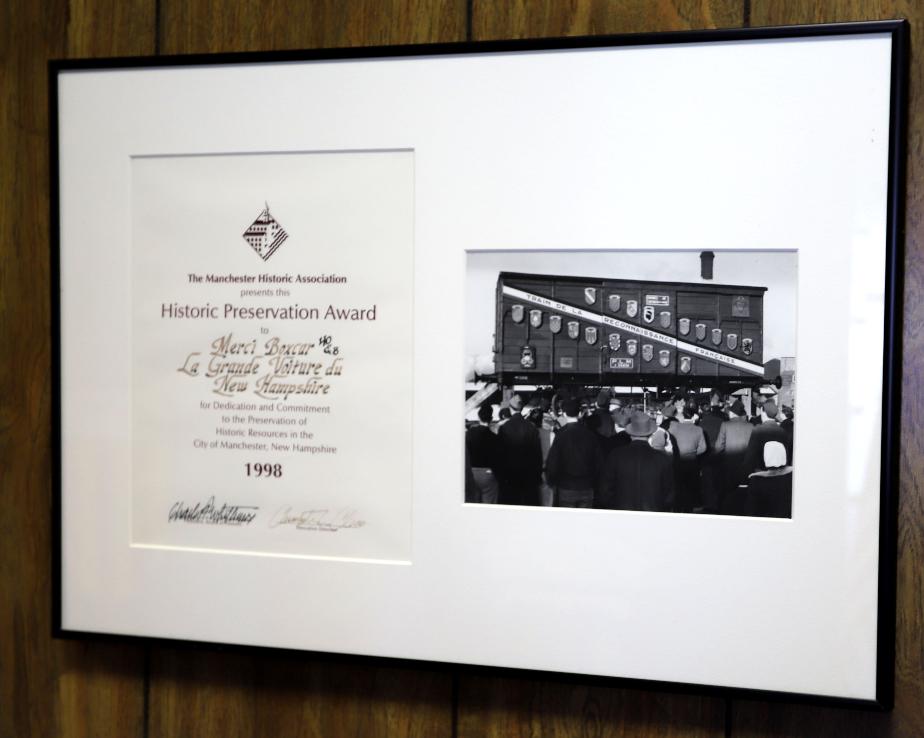 The Manchester Historic Association
presents this
Historic Preservation Award
to
Merci Boxcar
La Grande Voiture du
New Hampshire
for Dedication and Commitment
to the Preservation of
Historic Resources in the
City of Manchester, New Hampshire
1998
TRAIN DE LA RECONNAISSANCE FRANÇAISE